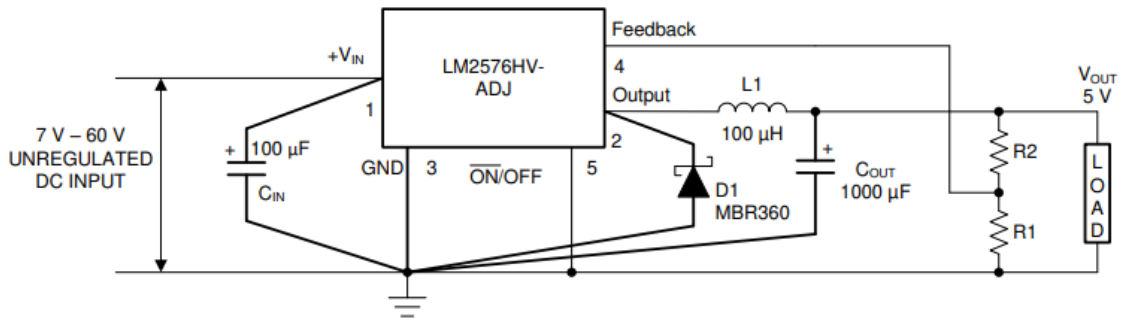 Feedback
+VIN
LM2576HV-
ADJ
4
L1
VOUT
5 V
1
Output
7 V – 60 V
UNREGULATED
DC INPUT
+
100 µF
CIN
GND
3
ON/OFF
5
2
100 µH
+
COUT
1000 µF
D1
MBR360
R2
R1
LOAD